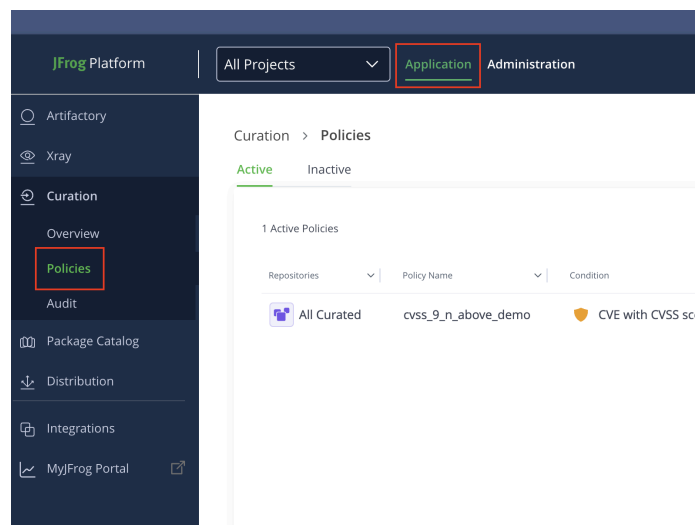 JFrog Platform
All Projects
Application
Administration
Artifactory
Xray
Curation
Overview
Policies
Audit
Package Catalog
Distribution
Integrations
MyJFrog Portal
Curation > Policies
Active Inactive
1 Active Policies
Repositories Policy Name Condition
All Curated cvss_9_n_above_demo CVE with CVSS sc